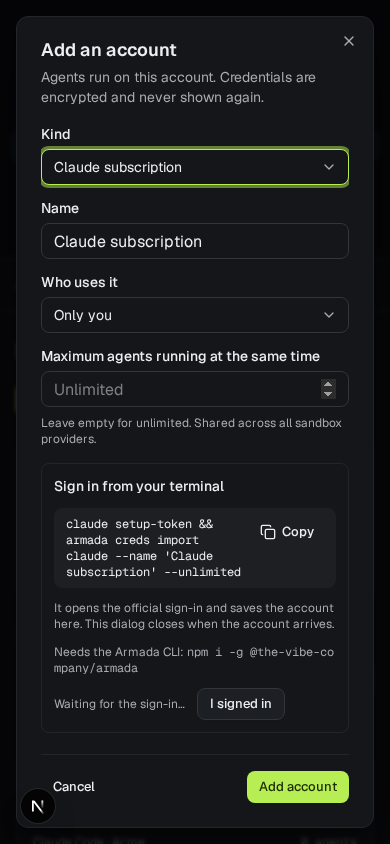 Add an account
Agents run on this account. Credentials are
encrypted and never shown again.
Kind
Claude subscription
Name
Claude subscription
Who uses it
Only you
Maximum agents running at the same time
Unlimited
Leave empty for unlimited. Shared across all sandbox
providers.
Sign in from your terminal
claude setup-token &&
armada creds import
claude --name 'Claude
subscription' --unlimited
Copy
It opens the official sign-in and saves the account
here. This dialog closes when the account arrives.
Needs the Armada CLI: npm i -g @the-vibe-co
mpany/armada
Waiting for the sign-in…
I signed in
Cancel
Add account
N